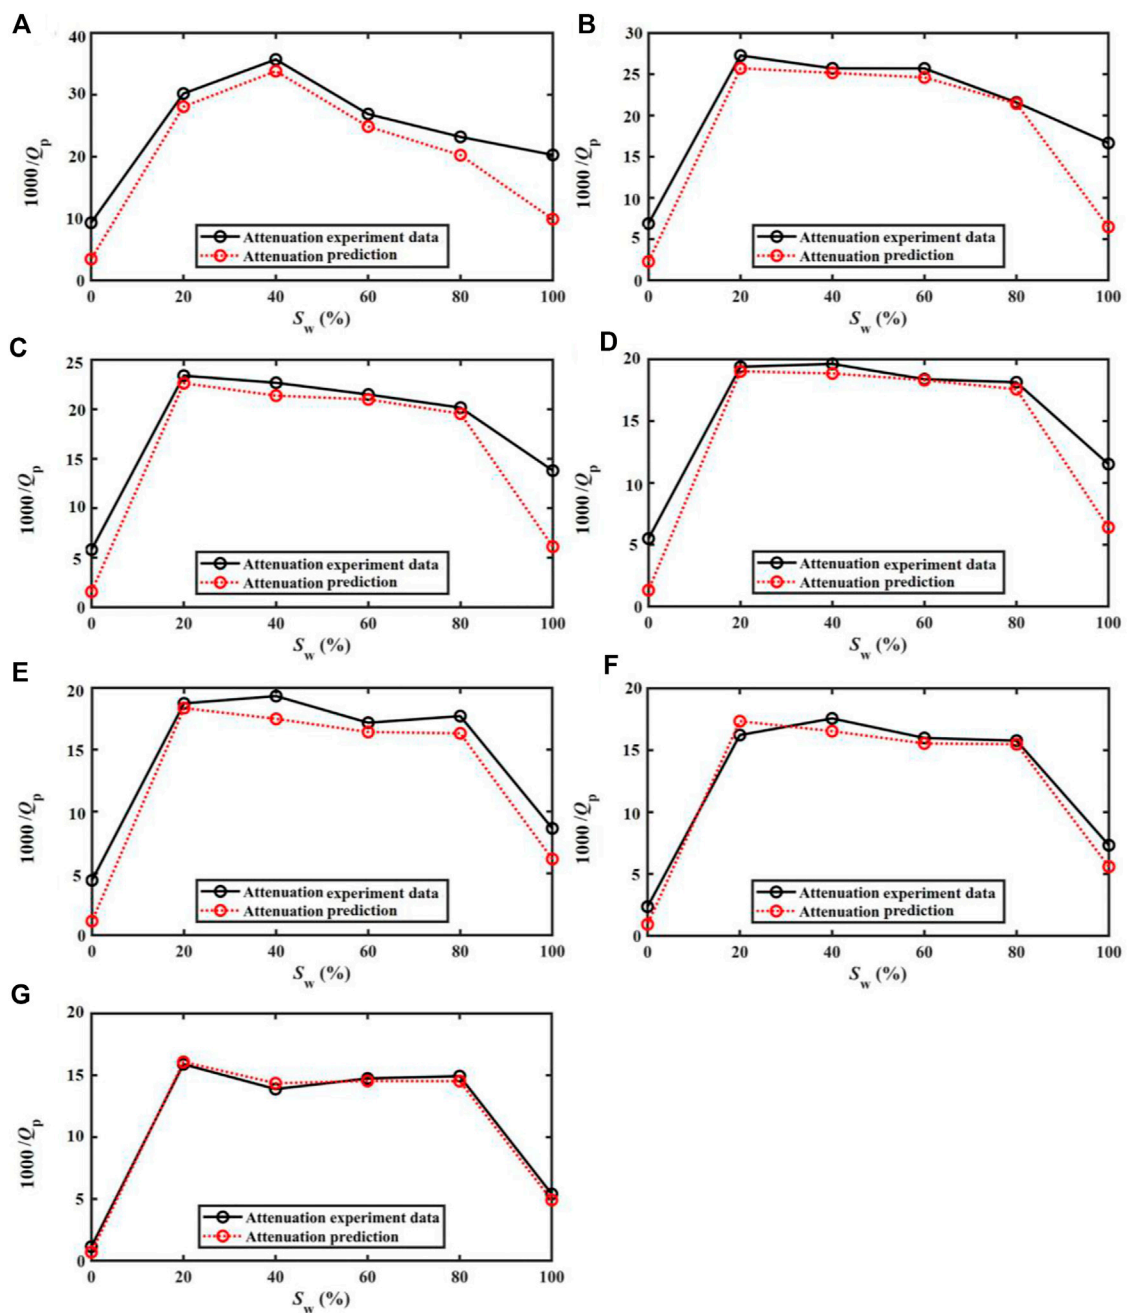 A
40
30
20
10
0
1000/Qp
Attenuation experiment data
Attenuation prediction
0 20 40 60 80 100
Sw (%)
B
30
25
20
15
10
5
0
1000/Qp
Attenuation experiment data
Attenuation prediction
0 20 40 60 80 100
Sw (%)
C
25
20
15
10
5
0
1000/Qp
Attenuation experiment data
Attenuation prediction
0 20 40 60 80 100
Sw (%)
D
20
15
10
5
0
1000/Qp
Attenuation experiment data
Attenuation prediction
0 20 40 60 80 100
Sw (%)
E
20
15
10
5
0
1000/Qp
Attenuation experiment data
Attenuation prediction
0 20 40 60 80 100
Sw (%)
F
20
15
10
5
0
1000/Qp
Attenuation experiment data
Attenuation prediction
0 20 40 60 80 100
Sw (%)
G
20
15
10
5
0
1000/Qp
Attenuation experiment data
Attenuation prediction
0 20 40 60 80 100
Sw (%)